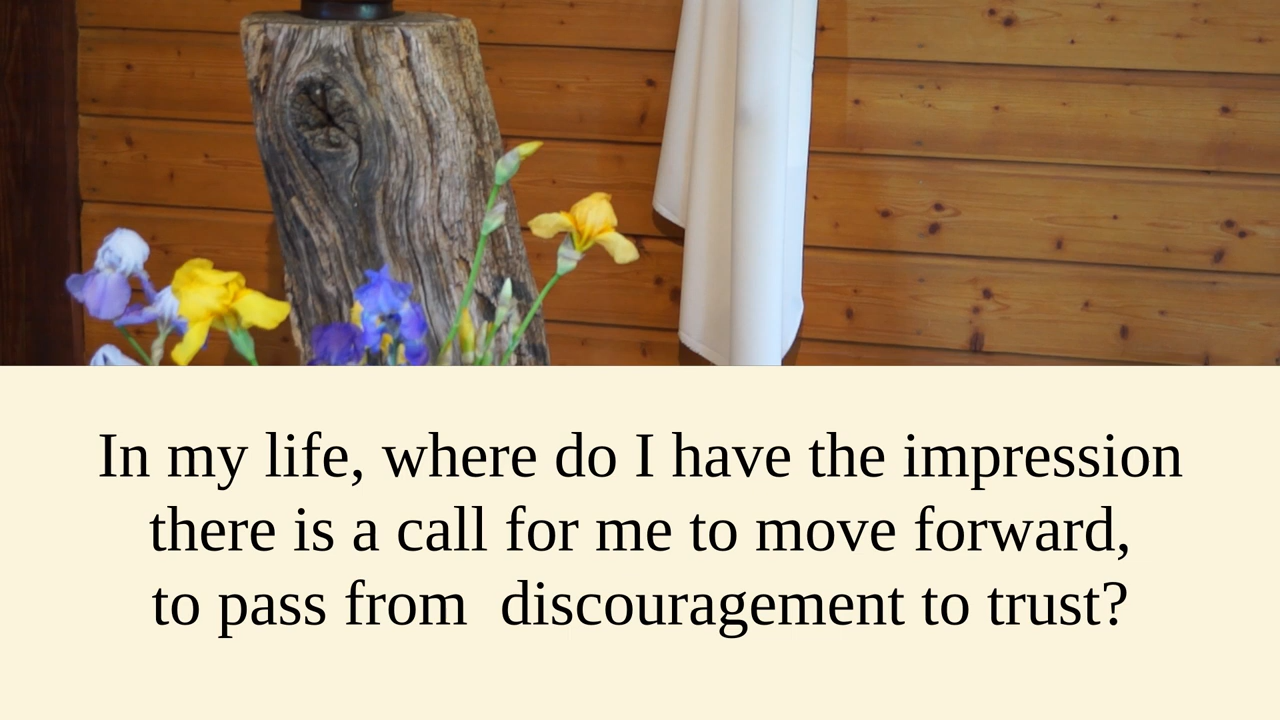 In my life, where do I have the impression
there is a call for me to move forward,
to pass from  discouragement to trust?